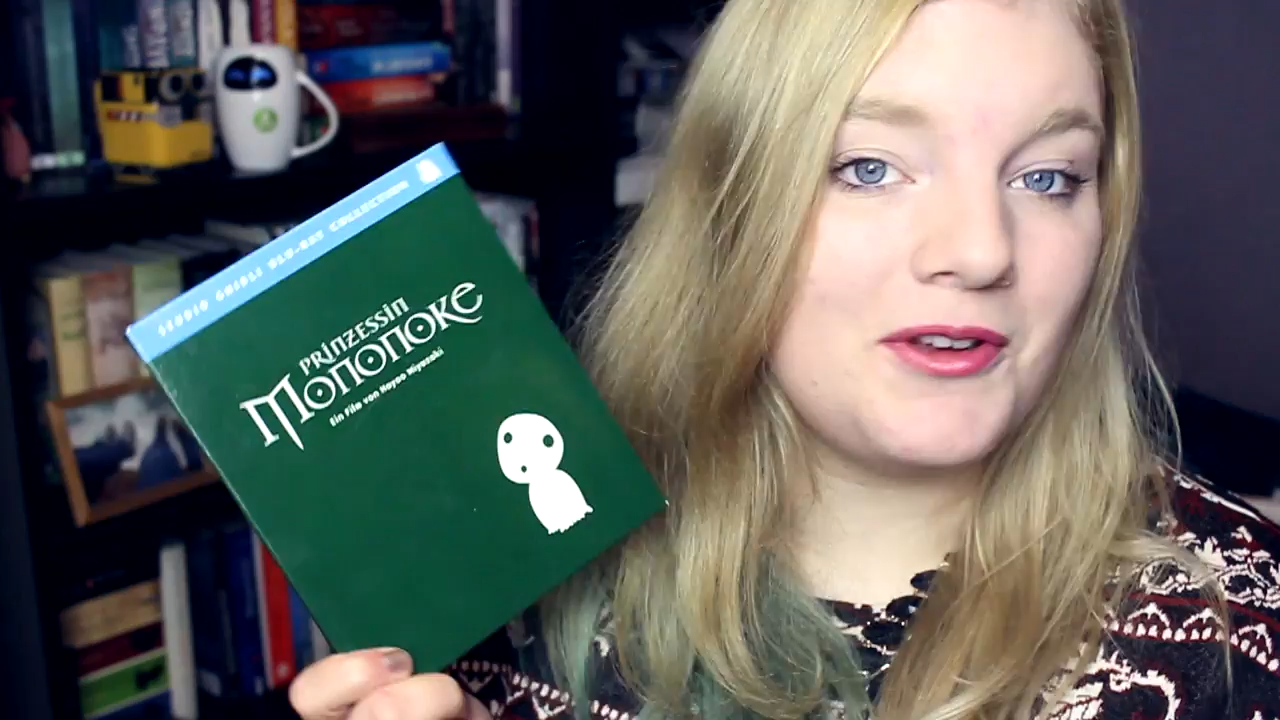 STUDIO GHIBLI BLU-RAY COLLECTION
PRINZESSIN
MONONOKE
Ein Film von Hayao Miyazaki